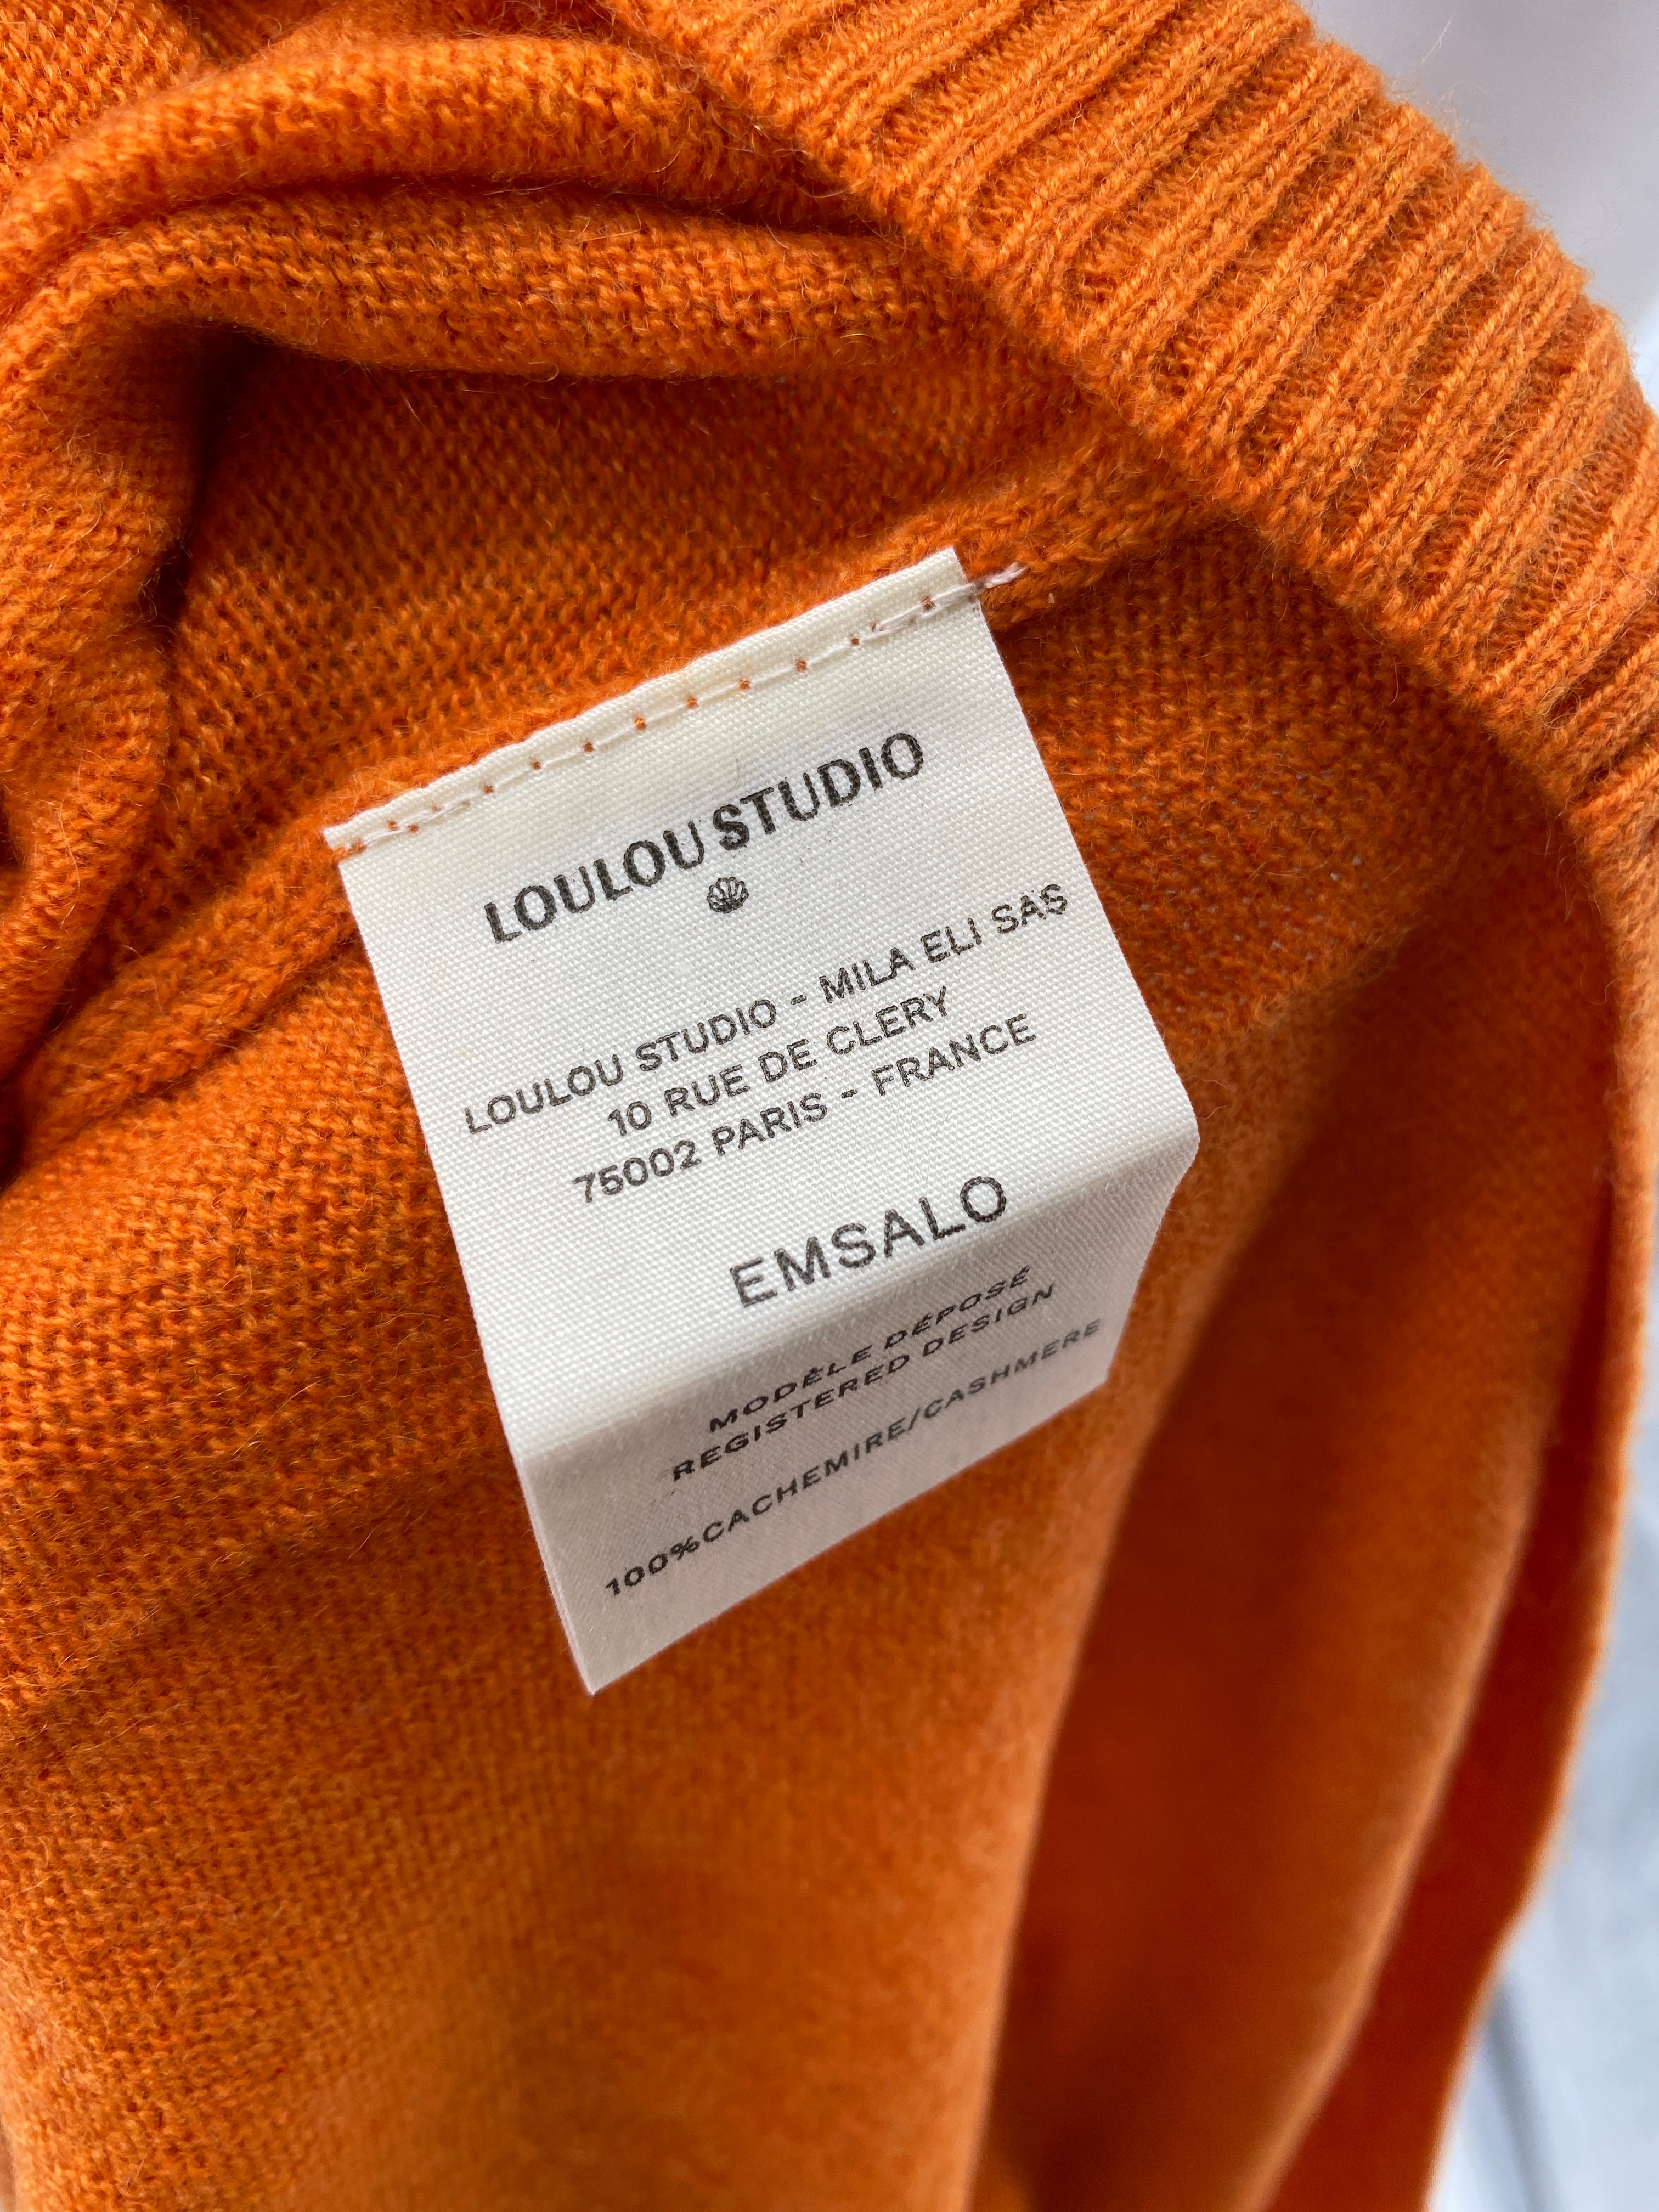 LOULOU STUDIO
LOULOU STUDIO - MILA ELI SAS
10 RUE DE CLERY
75002 PARIS - FRANCE
EMSALO
MODÈLE DÉPOSÉ
REGISTERED DESIGN
100%CACHEMIRE/CASHMERE